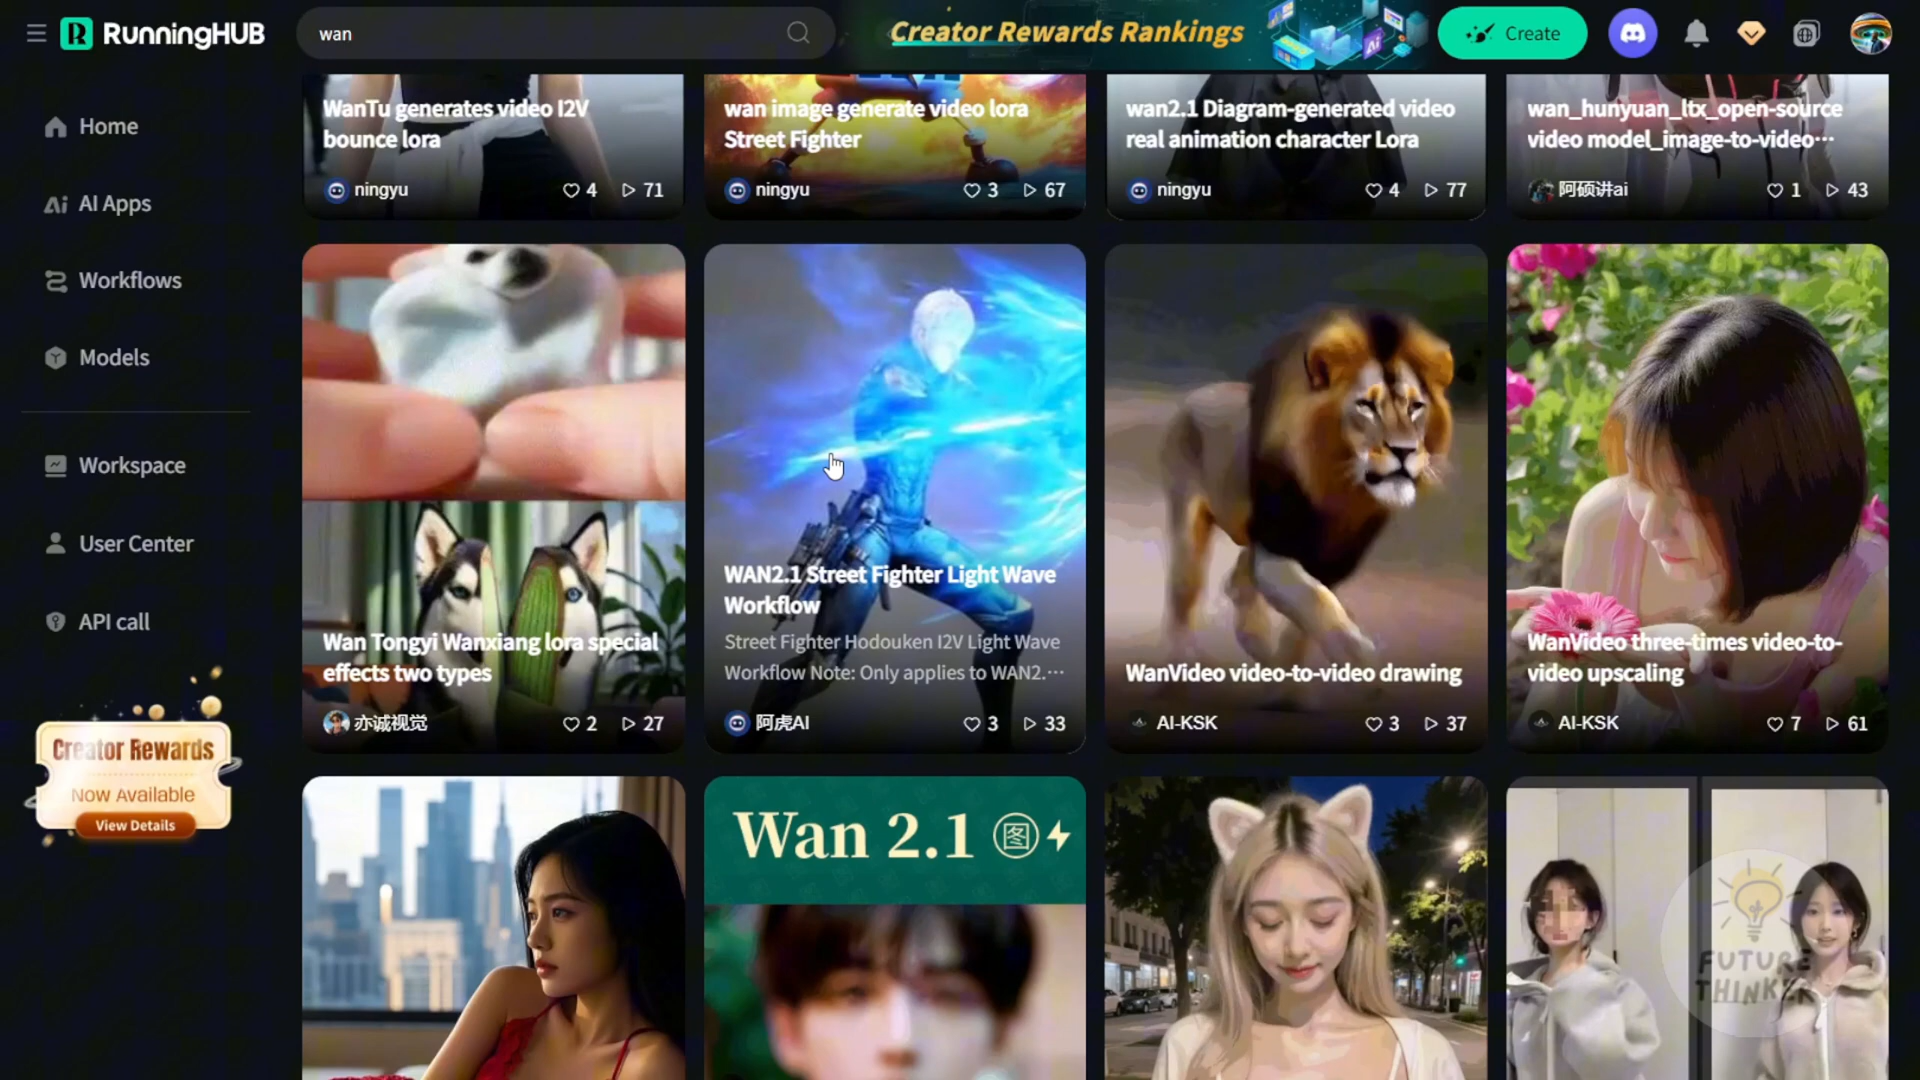 RunningHUB
wan
Creator Rewards Rankings
Create
Home
AI Apps
Workflows
Models
Workspace
User Center
API call
Creator Rewards
Now Available
View Details
WanTu generates video I2V
bounce lora
ningyu
4
71
wan image generate video lora
Street Fighter
ningyu
3
67
wan2.1 Diagram-generated video
real animation character Lora
ningyu
4
77
wan_hunyuan_ltx_open-source
video model_image-to-video···
阿硕讲ai
1
43
Wan Tongyi Wanxiang lora special
effects two types
亦诚视觉
2
27
WAN2.1 Street Fighter Light Wave
Workflow
Street Fighter Hodouken I2V Light Wave
Workflow Note: Only applies to WAN2.···
阿虎AI
3
33
WanVideo video-to-video drawing
AI-KSK
3
37
WanVideo three-times video-to-
video upscaling
AI-KSK
7
61
Wan 2.1 图
FUTURE
THINKER